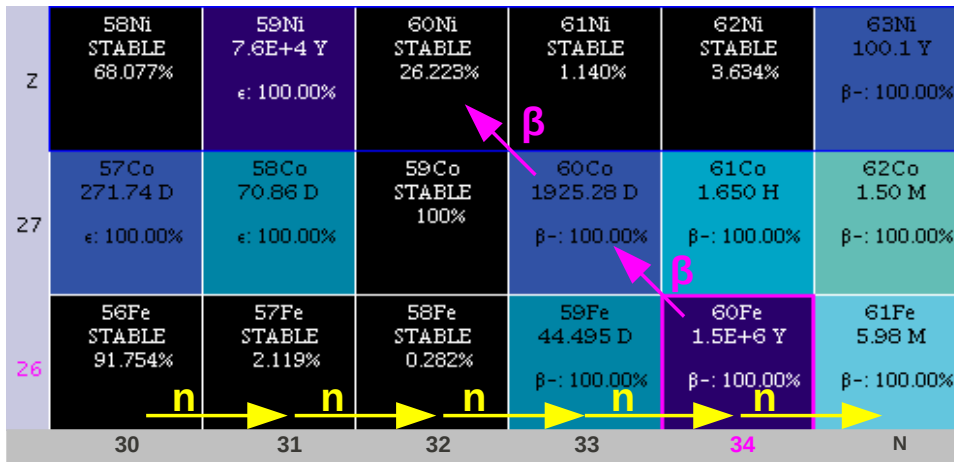 58Ni
STABLE
68.077%
59Ni
7.6E+4 Y
ϵ: 100.00%
60Ni
STABLE
26.223%
61Ni
STABLE
1.140%
62Ni
STABLE
3.634%
63Ni
100.1 Y
β-: 100.00%
Z
β
57Co
271.74 D
ϵ: 100.00%
58Co
70.86 D
ϵ: 100.00%
59Co
STABLE
100%
60Co
1925.28 D
β-: 100.00%
61Co
1.650 H
β-: 100.00%
62Co
1.50 M
β-: 100.00%
27
β
56Fe
STABLE
91.754%
57Fe
STABLE
2.119%
58Fe
STABLE
0.282%
59Fe
44.495 D
β-: 100.00%
60Fe
1.5E+6 Y
β-: 100.00%
61Fe
5.98 M
β-: 100.00%
26
n n n n n
30 31 32 33 34 N